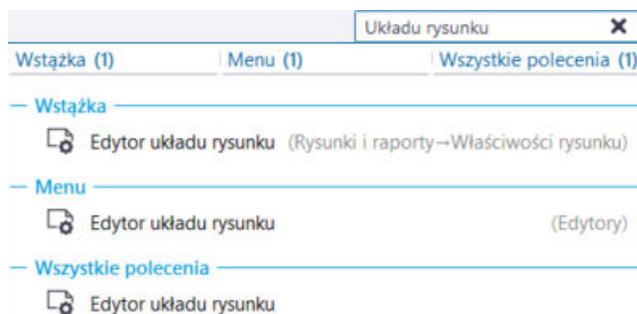 Układu rysunku
Wstążka (1) Menu (1) Wszystkie polecenia (1)
Wstążka
Edytor układu rysunku (Rysunki i raporty→Właściwości rysunku)
Menu
Edytor układu rysunku (Edytory)
Wszystkie polecenia
Edytor układu rysunku